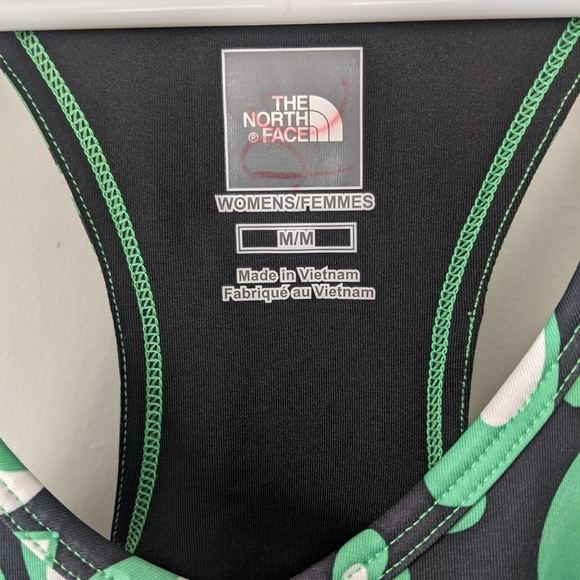 THE
NORTH
® FACE
WOMENS/FEMMES
M/M
Made in Vietnam
Fabriqué au Vietnam